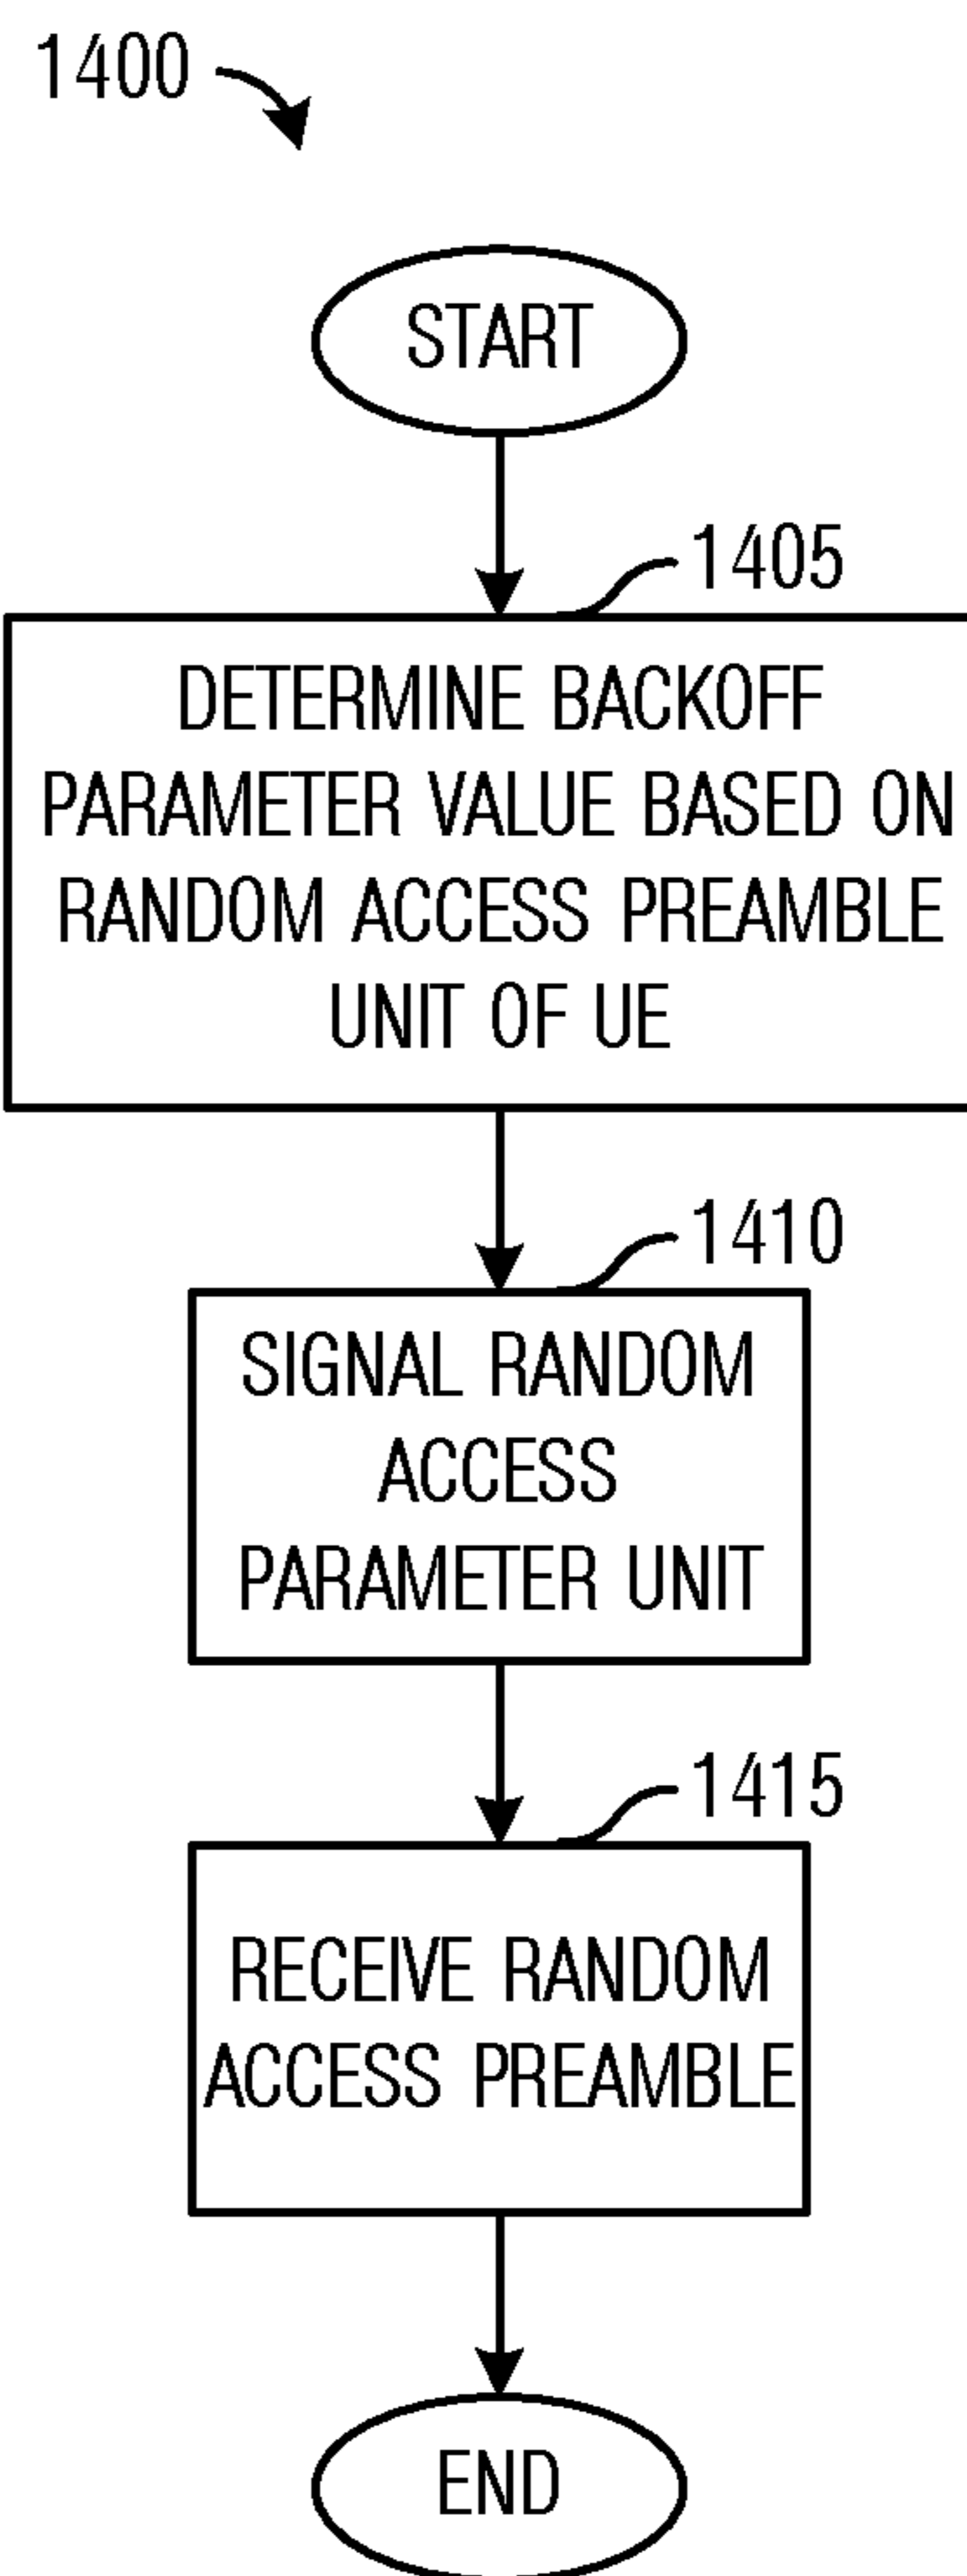 1400
START
1405
DETERMINE BACKOFF
PARAMETER VALUE BASED ON
RANDOM ACCESS PREAMBLE
UNIT OF UE
1410
SIGNAL RANDOM
ACCESS
PARAMETER UNIT
1415
RECEIVE RANDOM
ACCESS PREAMBLE
END